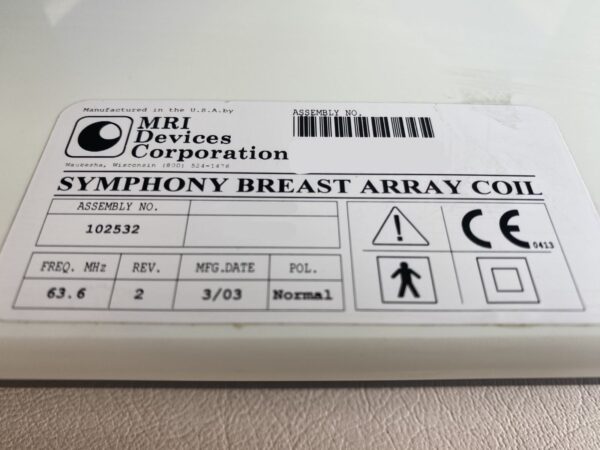 Manufactured in the U.S.A.by
MRI
Devices
Corporation
Waukesha, Wisconsin (800) 524-1476
ASSEMBLY NO.
SYMPHONY BREAST ARRAY COIL
ASSEMBLY NO.
102532
FREQ. MHz REV. MFG.DATE POL.
63.6 2 3/03 Normal
CE 0413